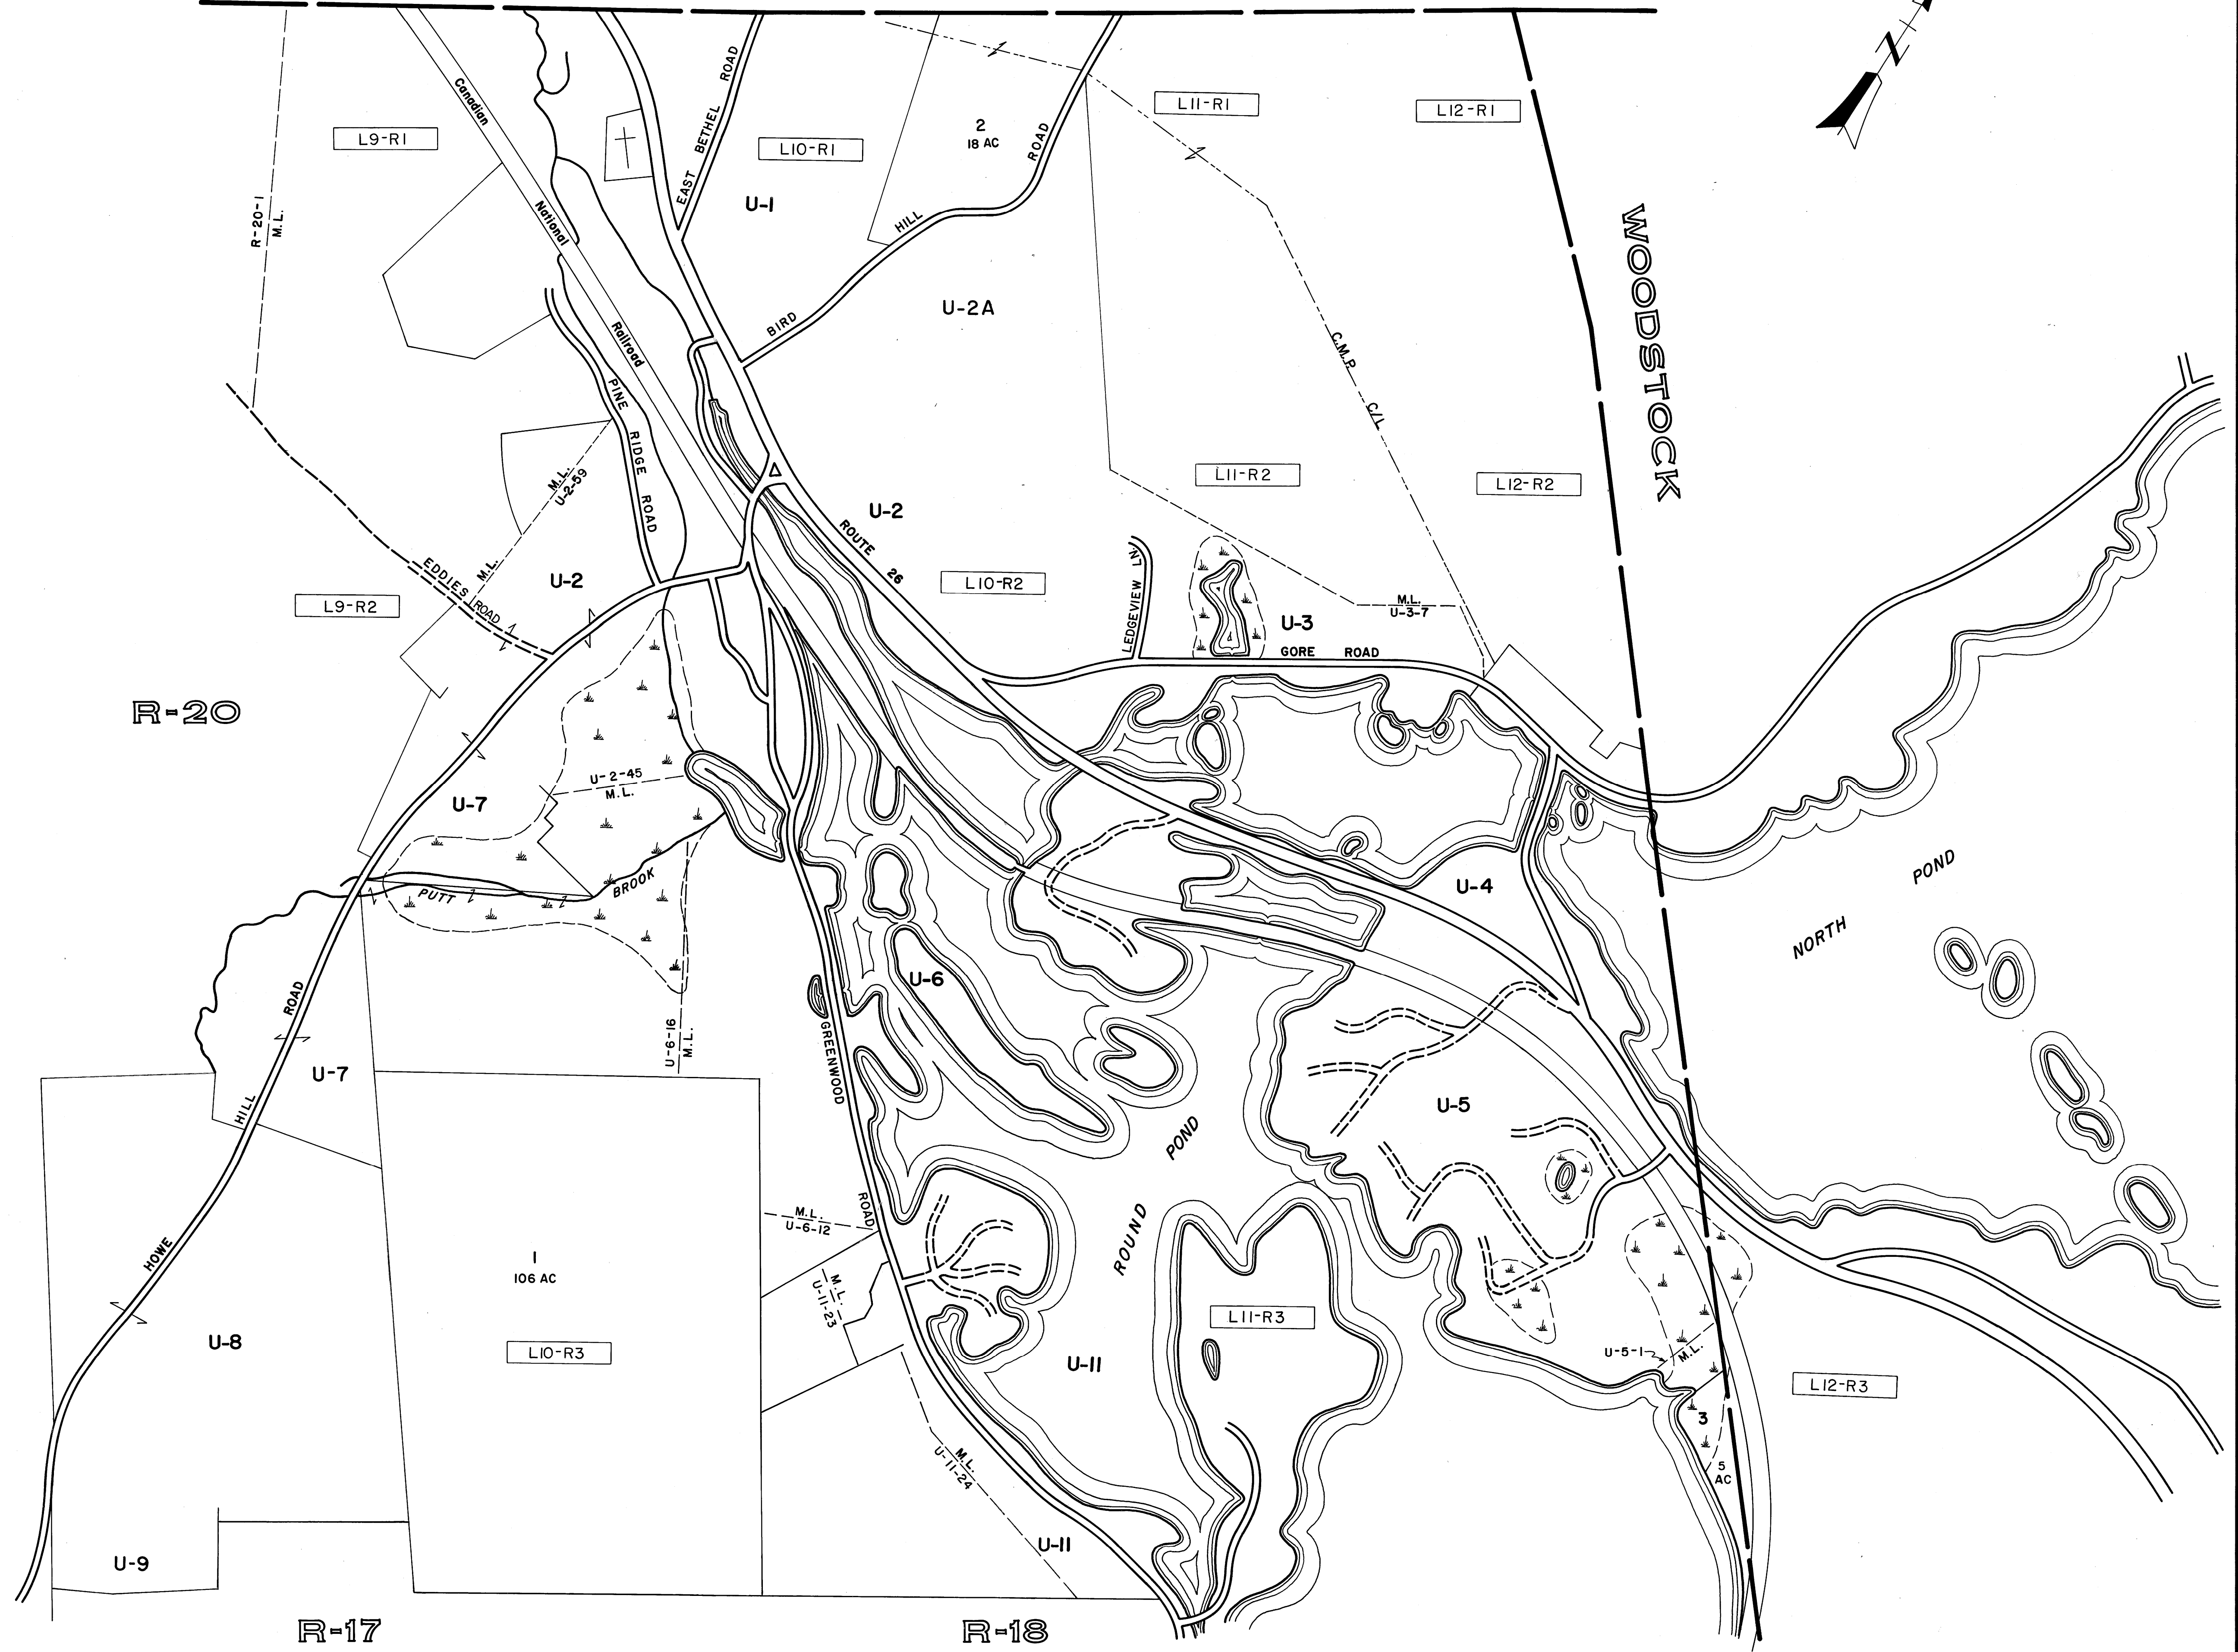 N
Canadian
National
Railroad
EAST BETHEL ROAD
L9-R1
L10-R1
L11-R1
L12-R1
2
18 AC
U-1
BIRD HILL ROAD
R-20-1
M.L.
U-2A
WOODSTOCK
C.M.P. C/L
PINE RIDGE ROAD
M.L.
U-2-59
M.L.
U-2
ROUTE 26
L11-R2
L12-R2
EDDIES ROAD
U-2
L9-R2
L10-R2
LEDGEVIEW LN.
M.L.
U-3-7
U-3
GORE ROAD
R-20
U-2-45
M.L.
U-7
PUTT BROOK
U-4
NORTH POND
U-6
HOWE HILL ROAD
U-7
U-6-16
M.L.
GREENWOOD ROAD
U-5
ROUND POND
M.L.
U-6-12
1
106 AC
M.L.
U-11-23
L11-R3
U-8
L10-R3
U-11
U-5-1
M.L.
L12-R3
3
5
AC
M.L.
U-11-24
U-11
U-9
R-17
R-18